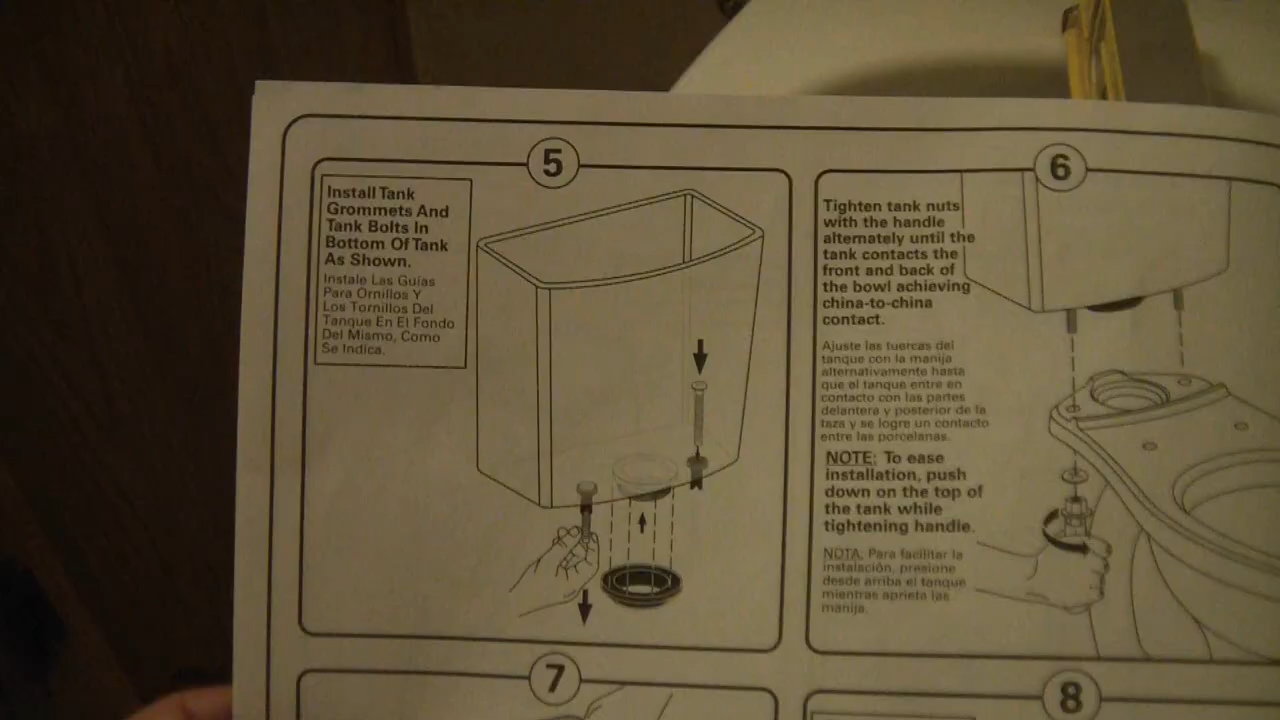 5
Install Tank
Grommets And
Tank Bolts In
Bottom Of Tank
As Shown.
Instale Las Guías
Para Ornillos Y
Los Tornillos Del
Tanque En El Fondo
Del Mismo, Como
Se Indica.
6
Tighten tank nuts
with the handle
alternately until the
tank contacts the
front and back of
the bowl achieving
china-to-china
contact.
Ajuste las tuercas del
tanque con la manija
alternativamente hasta
que el tanque entre en
contacto con las partes
delantera y posterior de la
taza y se logre un contacto
entre las porcelanas.
NOTE: To ease
installation, push
down on the top of
the tank while
tightening handle.
NOTA: Para facilitar la
instalación, presione
desde arriba el tanque
mientras aprieta las
manija.
7
8